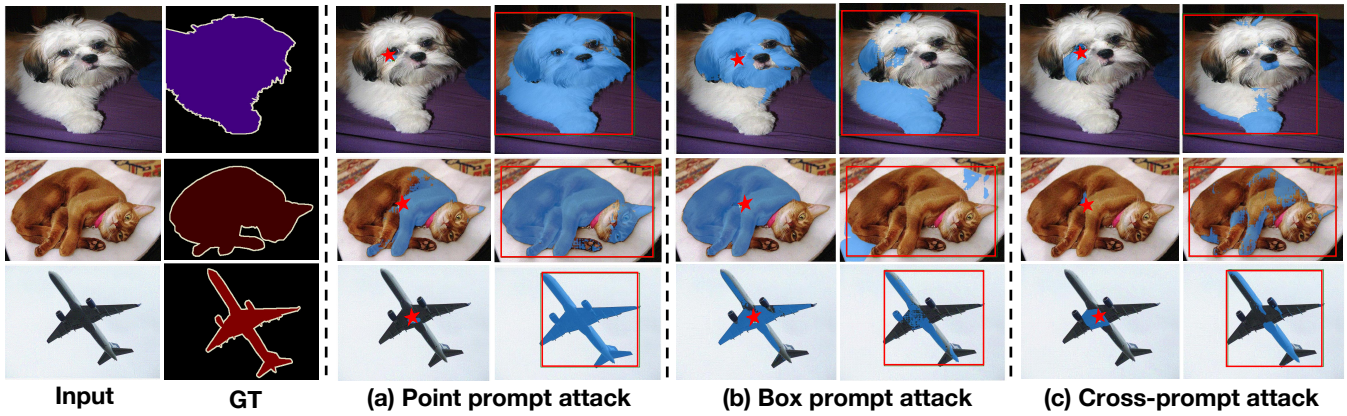 Input
GT
(a) Point prompt attack
(b) Box prompt attack
(c) Cross-prompt attack